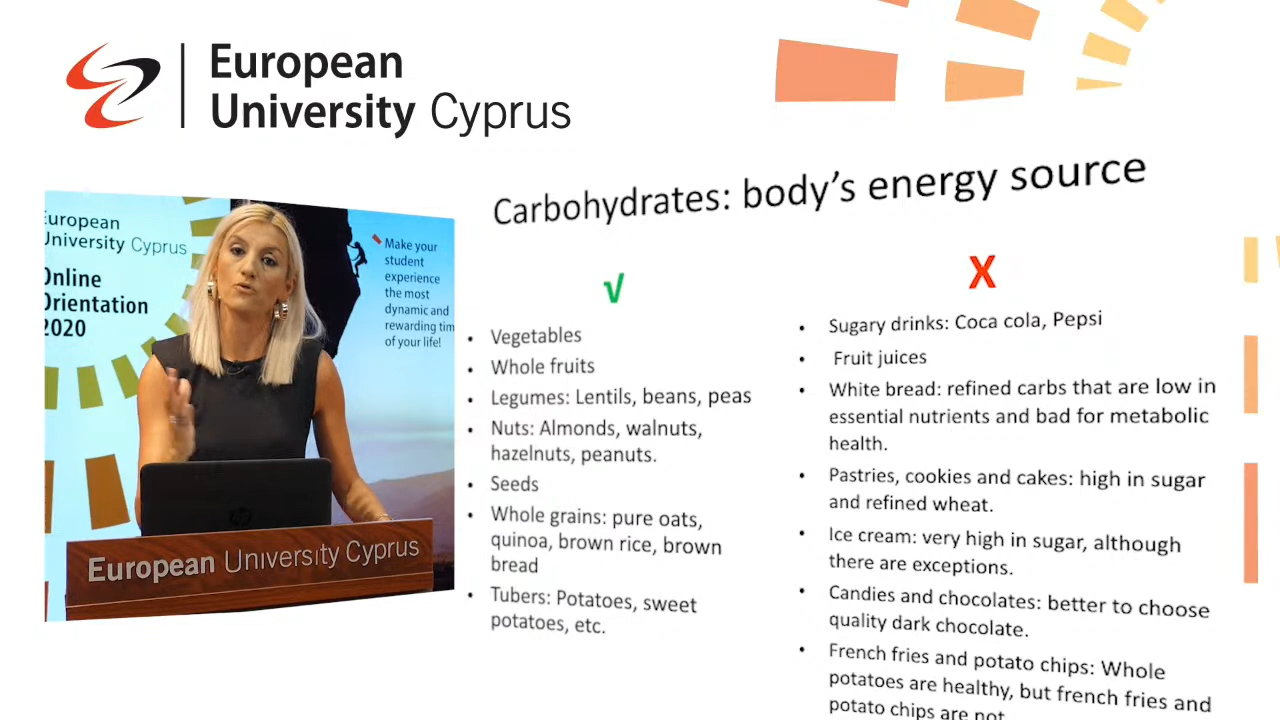 European
University Cyprus
European
University Cyprus
Online
Orientation
2020
Make your
student
experience
the most
dynamic and
rewarding tim
of your life!
European University Cyprus
Carbohydrates: body's energy source
√
• Vegetables
• Whole fruits
• Legumes: Lentils, beans, peas
• Nuts: Almonds, walnuts,
hazelnuts, peanuts.
• Seeds
• Whole grains: pure oats,
quinoa, brown rice, brown
bread
• Tubers: Potatoes, sweet
potatoes, etc.
X
• Sugary drinks: Coca cola, Pepsi
• Fruit juices
• White bread: refined carbs that are low in
essential nutrients and bad for metabolic
health.
• Pastries, cookies and cakes: high in sugar
and refined wheat.
• Ice cream: very high in sugar, although
there are exceptions.
• Candies and chocolates: better to choose
quality dark chocolate.
• French fries and potato chips: Whole
potatoes are healthy, but french fries and
potato chips are not